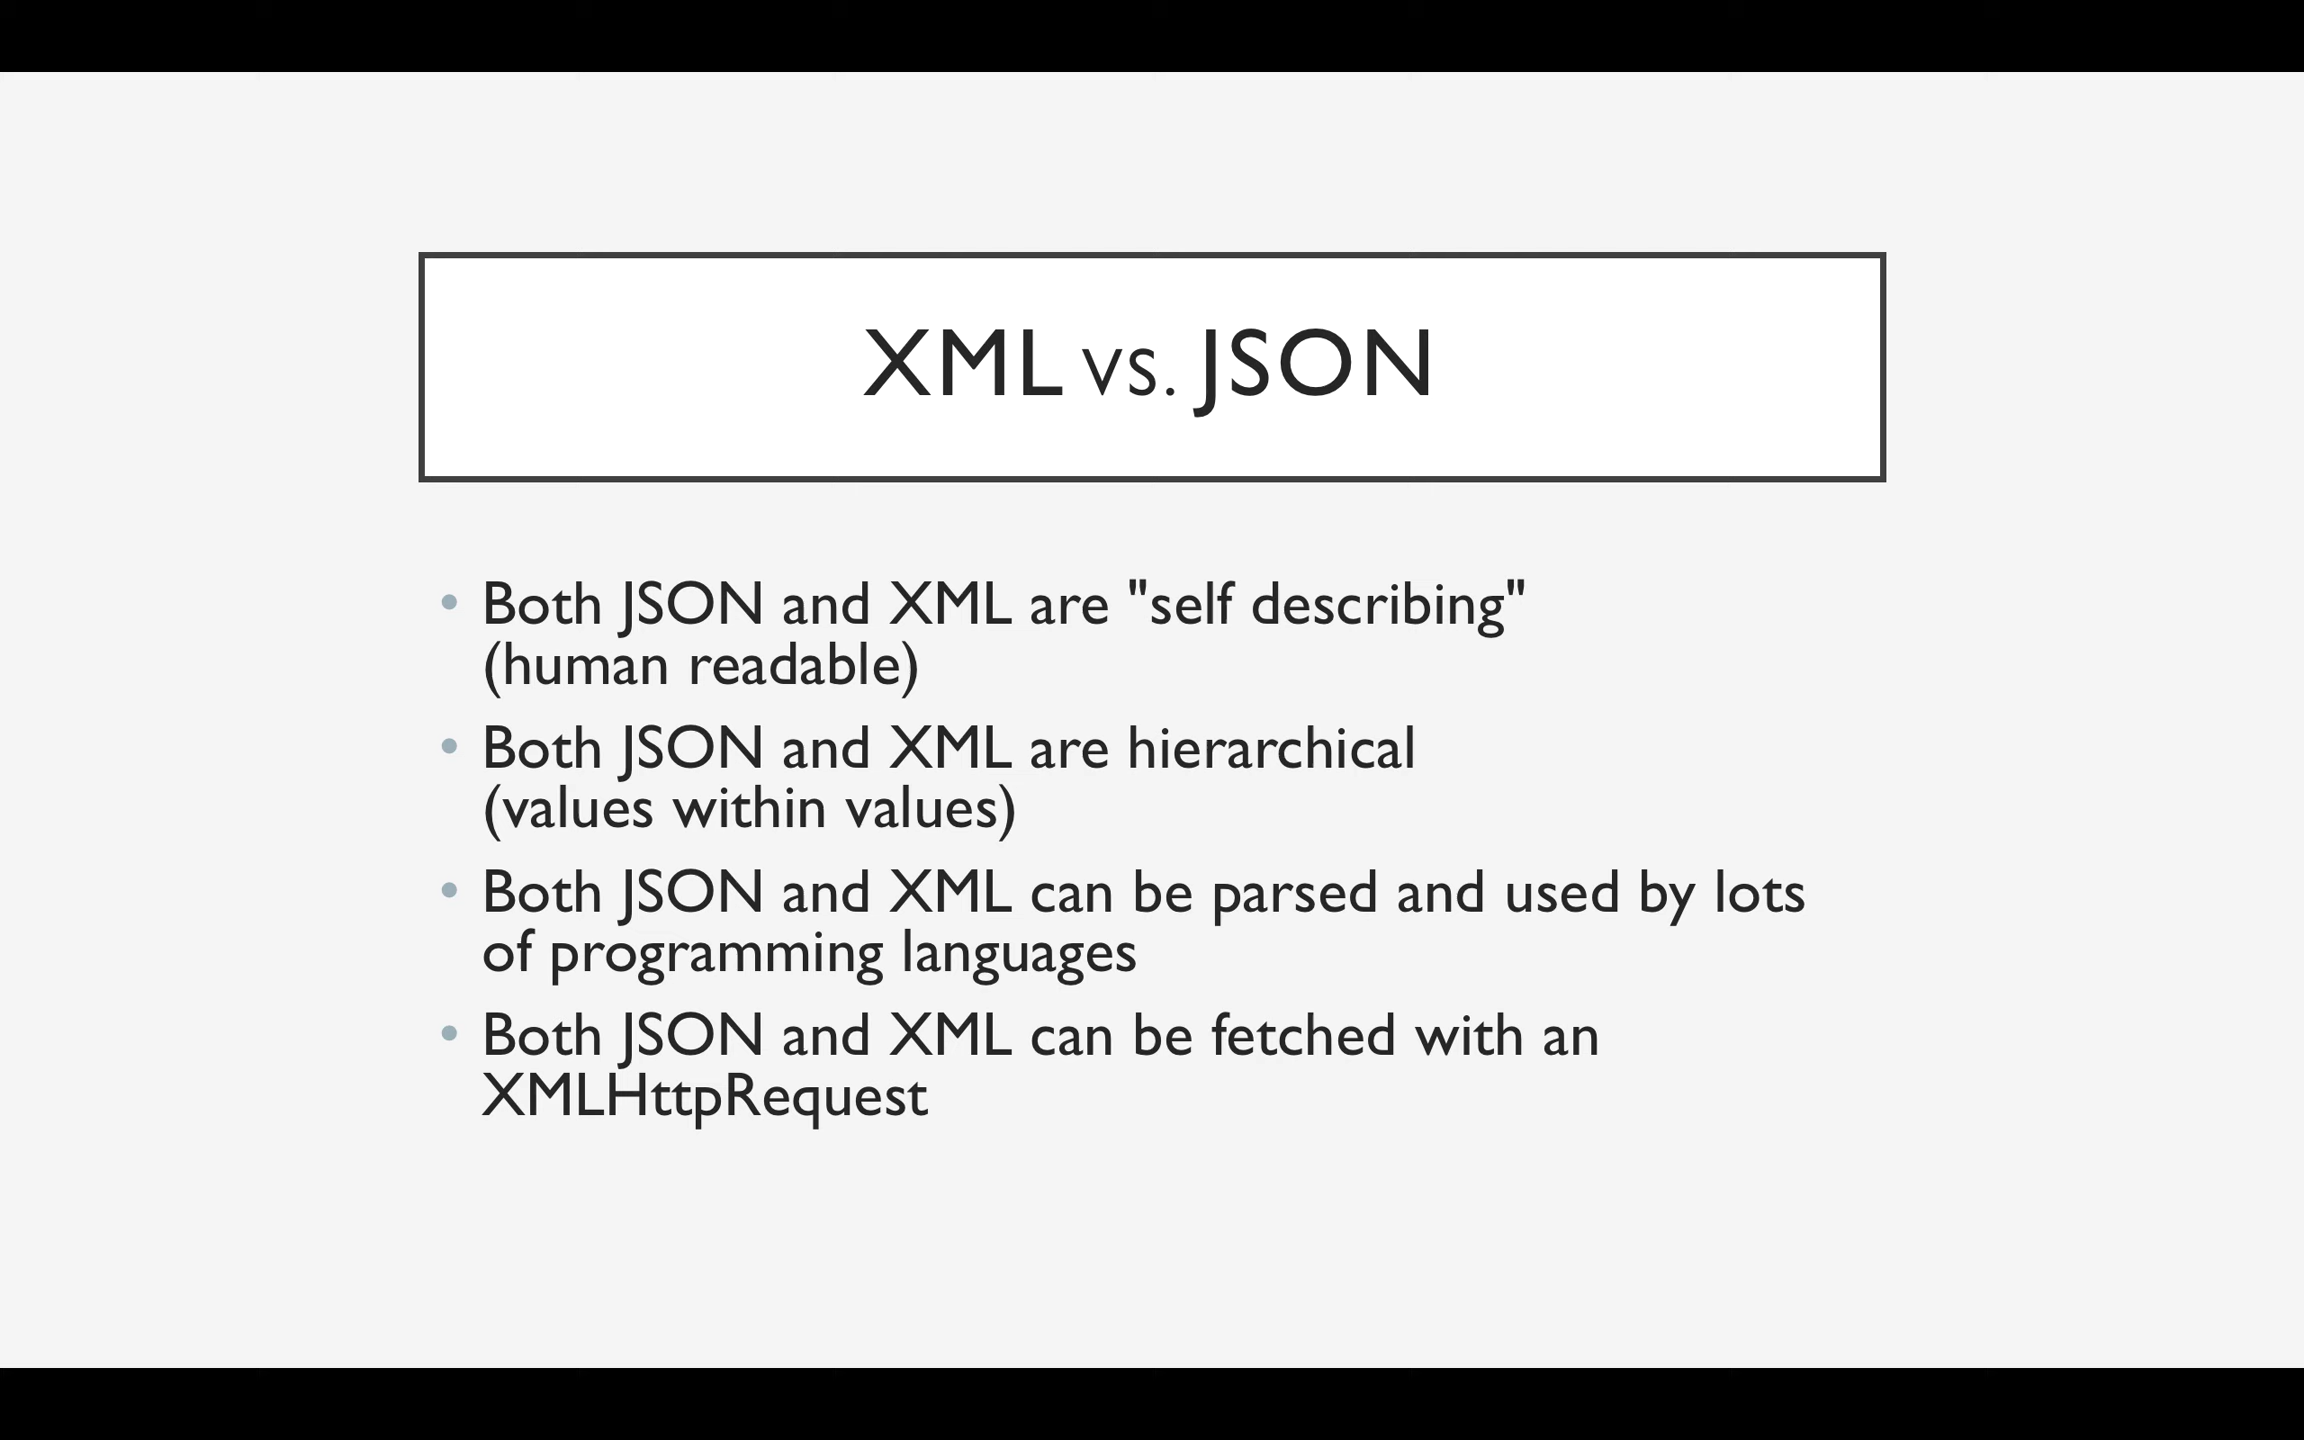 XML vs. JSON
• Both JSON and XML are "self describing"
(human readable)
• Both JSON and XML are hierarchical
(values within values)
• Both JSON and XML can be parsed and used by lots
of programming languages
• Both JSON and XML can be fetched with an
XMLHttpRequest